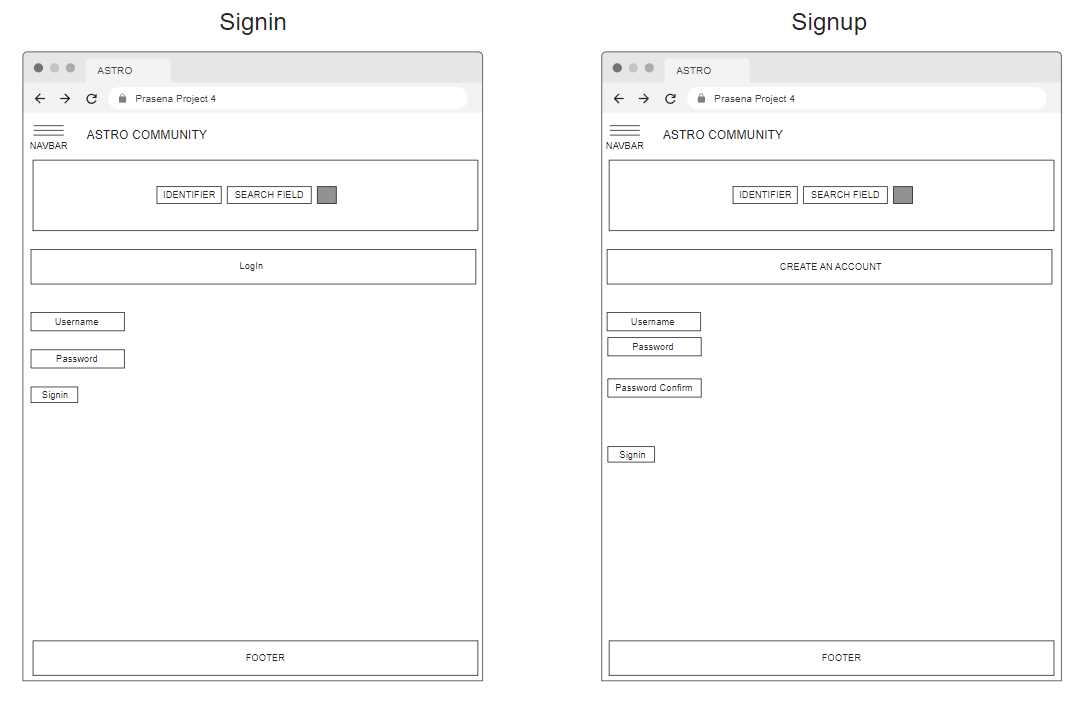 Signin
ASTRO
Prasena Project 4
NAVBAR
ASTRO COMMUNITY
IDENTIFIER
SEARCH FIELD
LogIn
Username
Password
Signin
FOOTER
Signup
ASTRO
Prasena Project 4
NAVBAR
ASTRO COMMUNITY
IDENTIFIER
SEARCH FIELD
CREATE AN ACCOUNT
Username
Password
Password Confirm
Signin
FOOTER